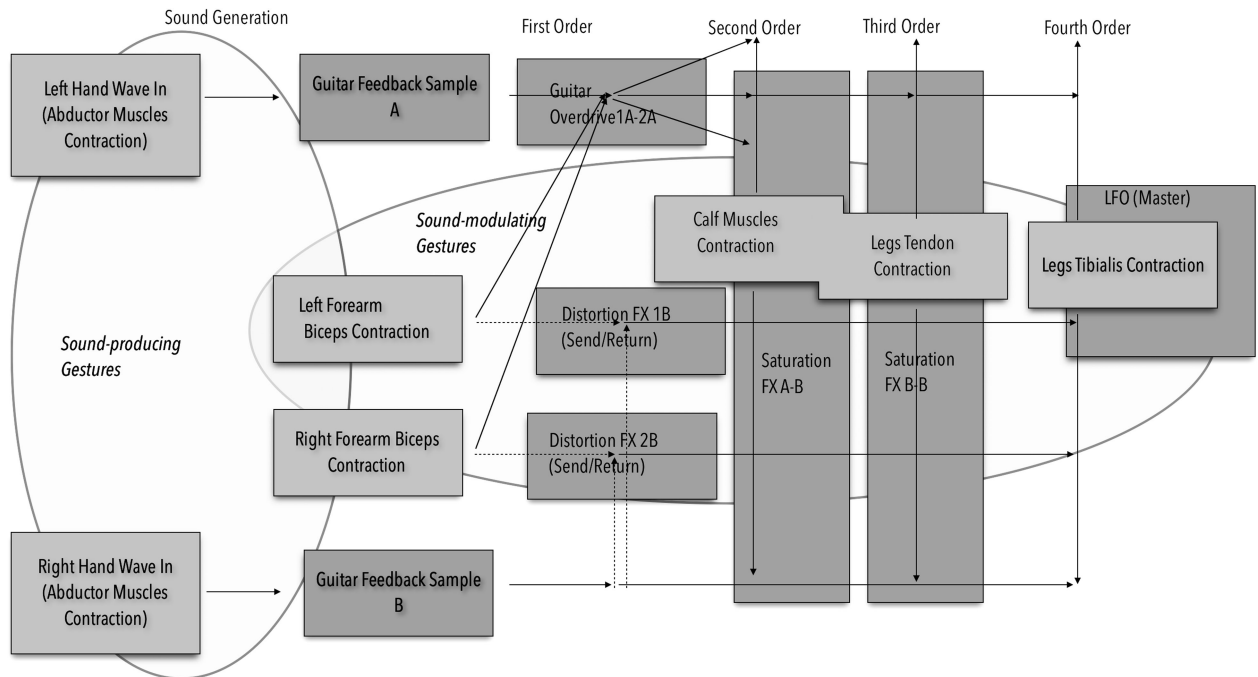 Sound Generation
First Order
Second Order
Third Order
Fourth Order
Left Hand Wave In
(Abductor Muscles
Contraction)
Guitar Feedback Sample
A
Guitar
Overdrive1A-2A
Sound-modulating
Gestures
Calf Muscles
Contraction
Legs Tendon
Contraction
LFO (Master)
Legs Tibialis Contraction
Left Forearm
Biceps Contraction
Distortion FX 1B
(Send/Return)
Sound-producing
Gestures
Saturation
FX A-B
Saturation
FX B-B
Right Forearm Biceps
Contraction
Distortion FX 2B
(Send/Return)
Right Hand Wave In
(Abductor Muscles
Contraction)
Guitar Feedback Sample
B